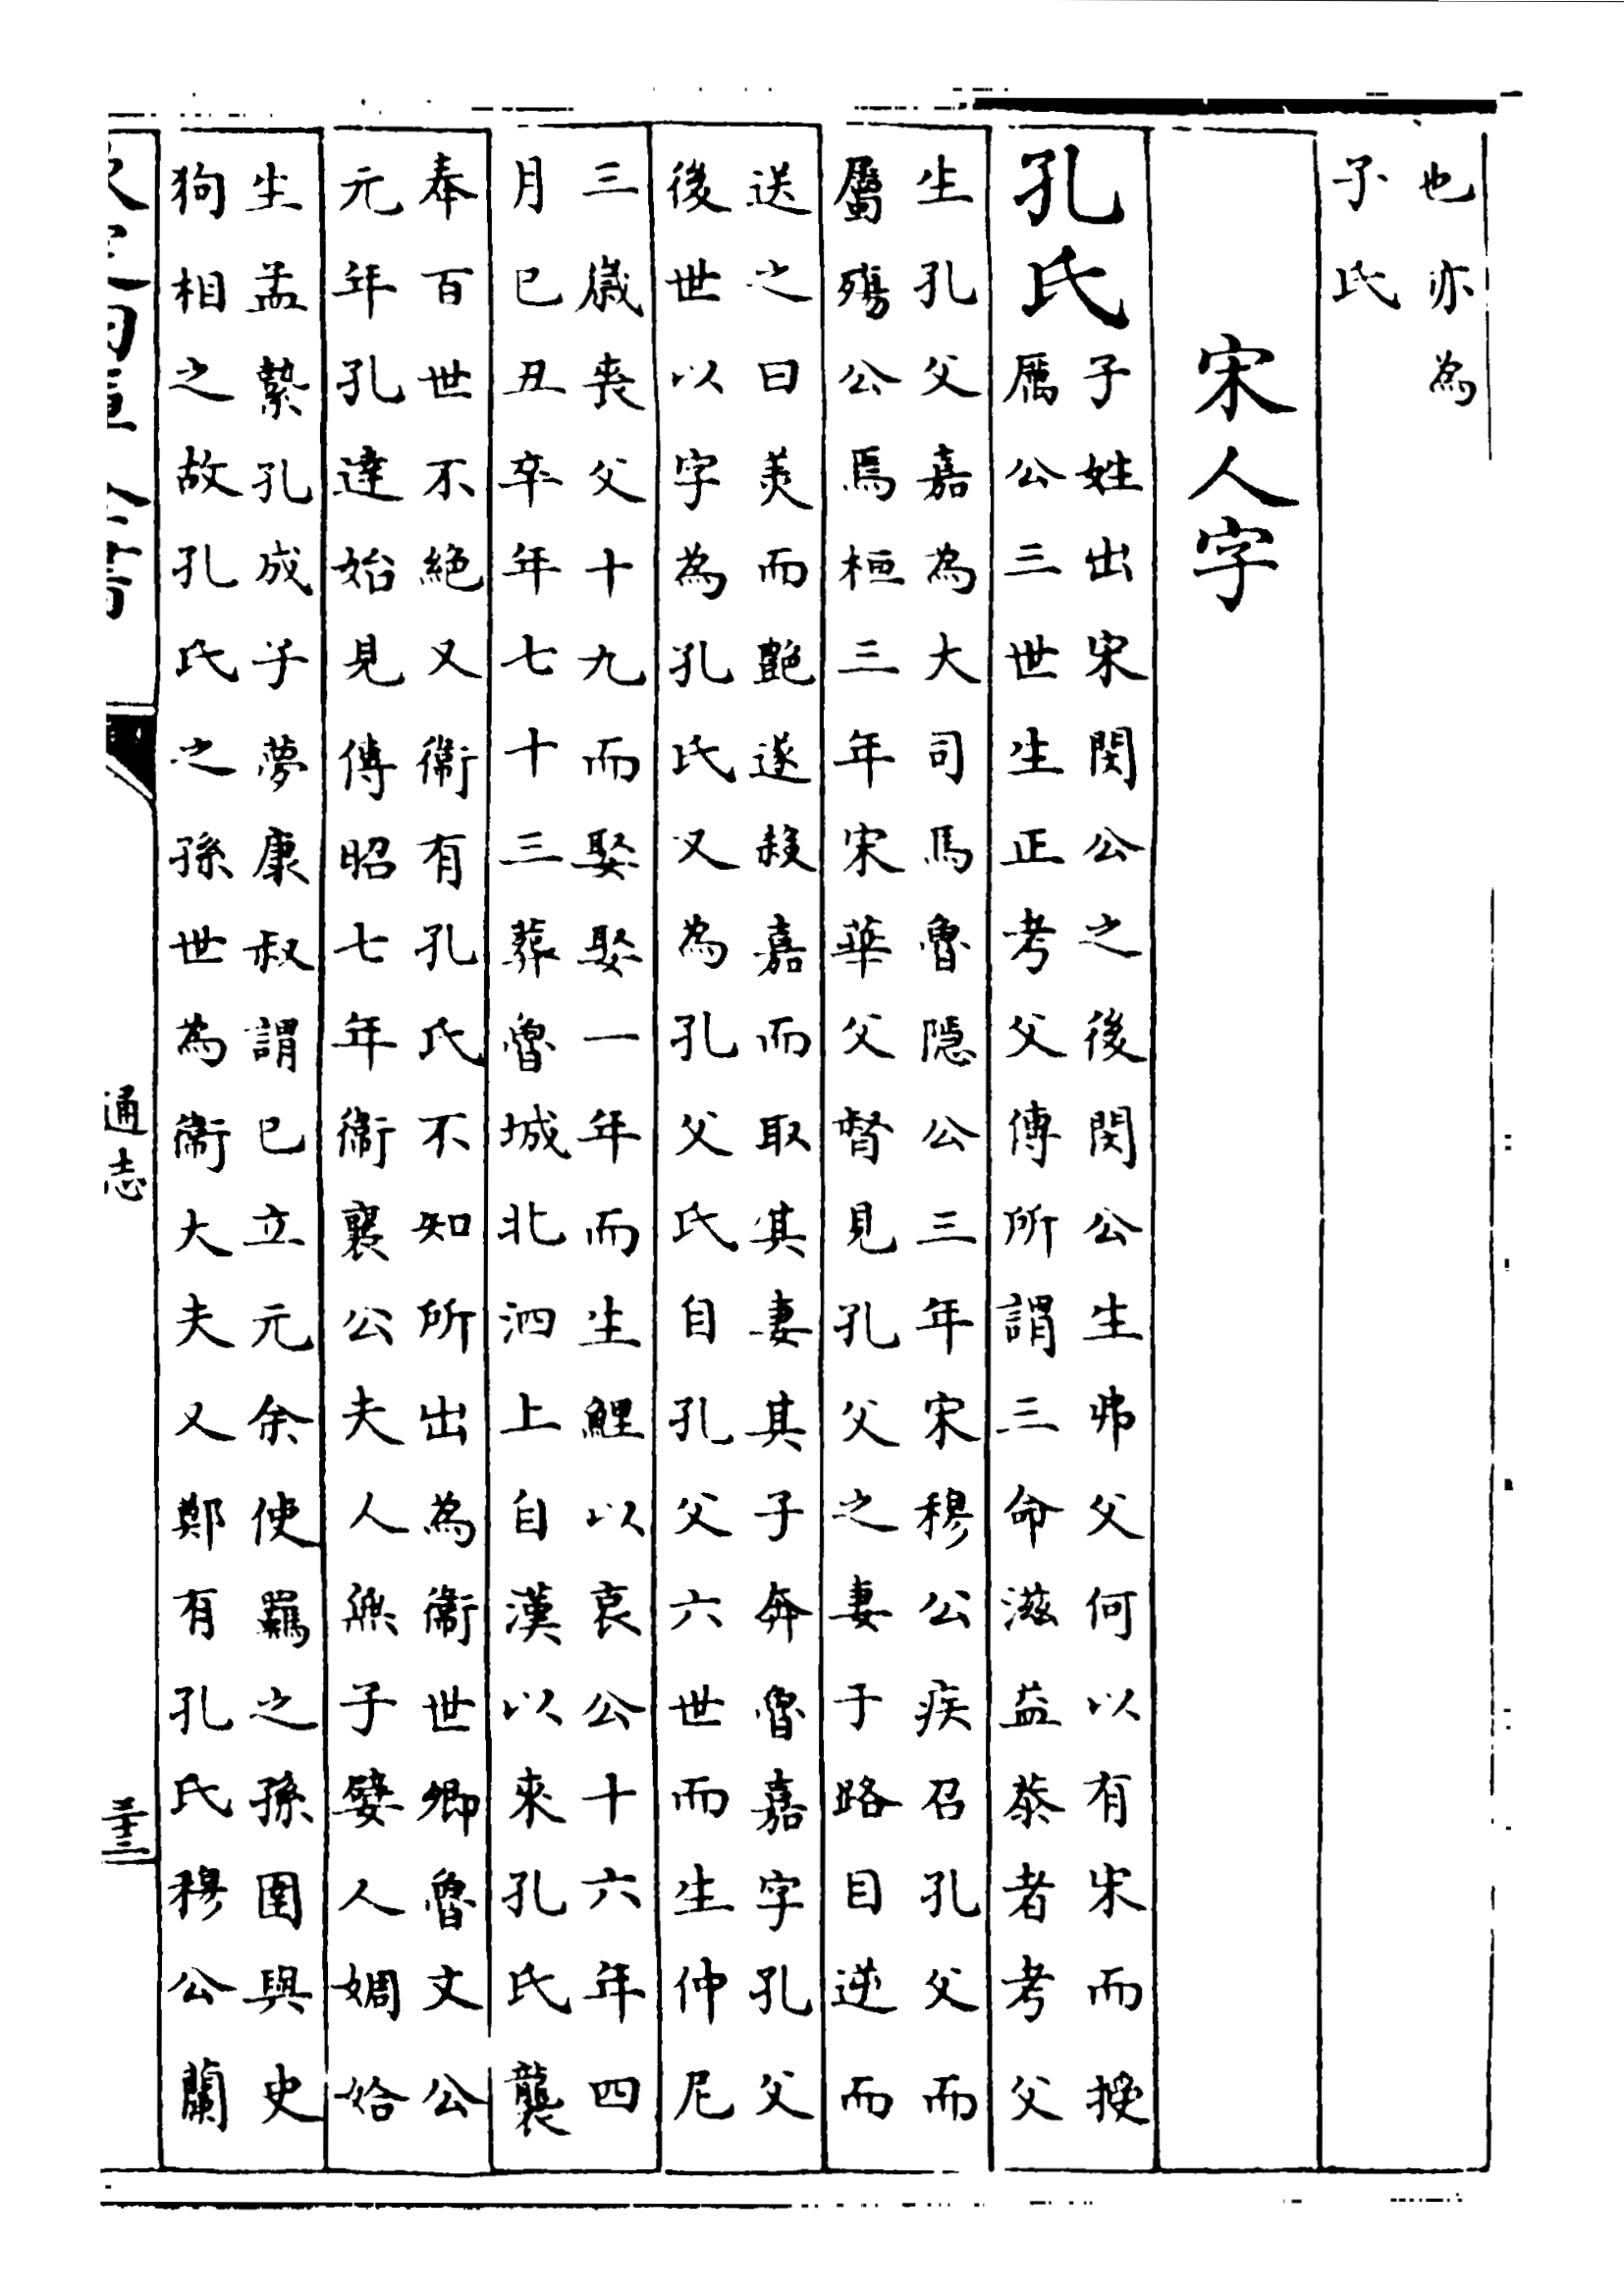 也亦為
子氏
宋人字
孔氏
子姓出宋閔公之後閔公生弗父何以有宋而授
厲公三世生正考父傳所謂三命滋益恭者考父
生孔父嘉為大司馬魯隱公三年宋穆公疾召孔父而
屬殤公焉桓三年宋華父督見孔父之妻于路目逆而
送之曰美而艶遂殺嘉而取其妻其子奔魯嘉字孔父
後世以字為孔氏又為孔父氏自孔父六世而生仲尼
三歲丧父十九而娶娶一年而生鯉以哀公十六年四
月已丑卒年七十三葬魯城北泗上自漢以來孔氏襲
奉百世不絶又衞有孔氏不知所出為衞世卿魯文公
元年孔達始見傳昭七年衞襄公夫人無子嬖人婤姶
生孟縶孔成子夢康叔謂已立元余使羈之孫圉與史
狗相之故孔氏之孫世為衞大夫又鄭有孔氏穆公蘭
通志